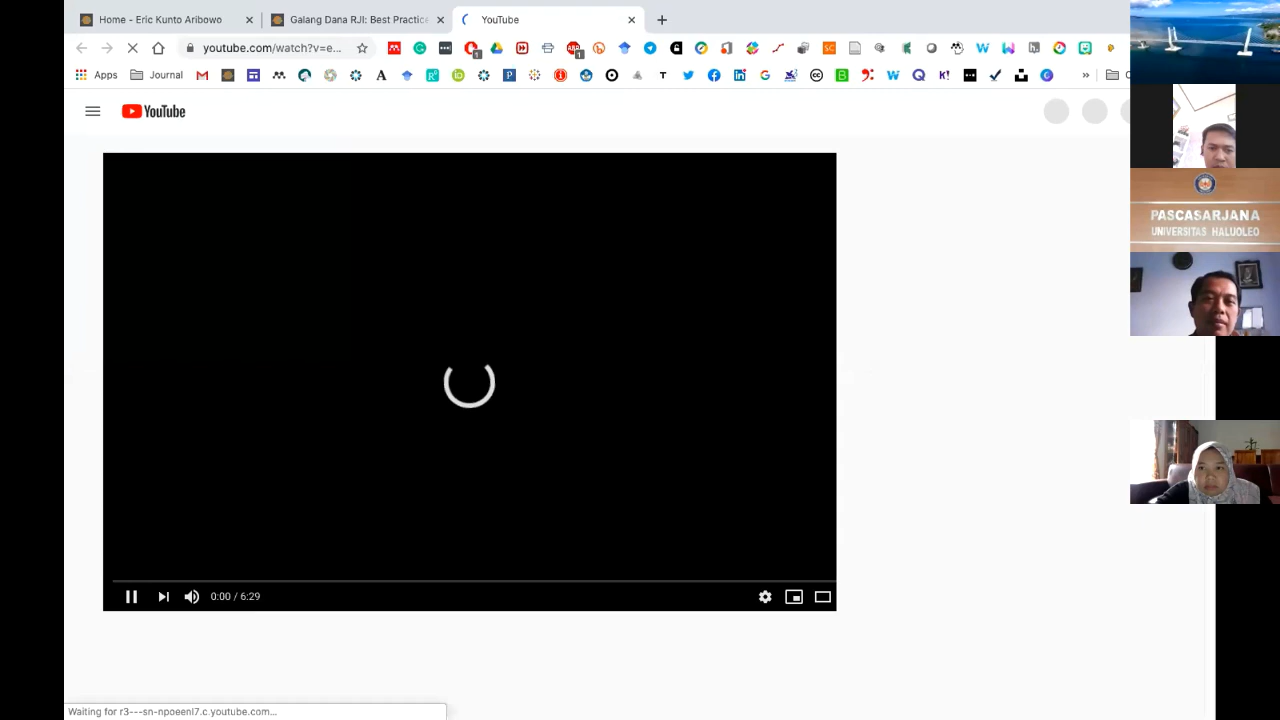 Home - Eric Kunto Aribowo
Galang Dana RJI: Best Practice
YouTube
youtube.com/watch?v=e...
Apps
Journal
YouTube
PASCASARJANA
UNIVERSITAS HALUOLEO
0:00 / 6:29
Waiting for r3---sn-npoeenl7.c.youtube.com...